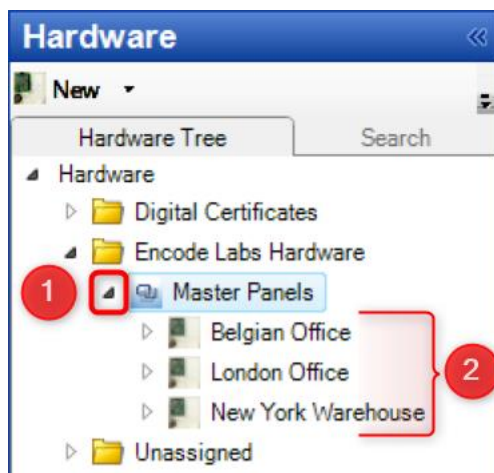 Hardware
New
Hardware Tree Search
Hardware
Digital Certificates
Encode Labs Hardware
1 Master Panels
Belgian Office
London Office
2
New York Warehouse
Unassigned